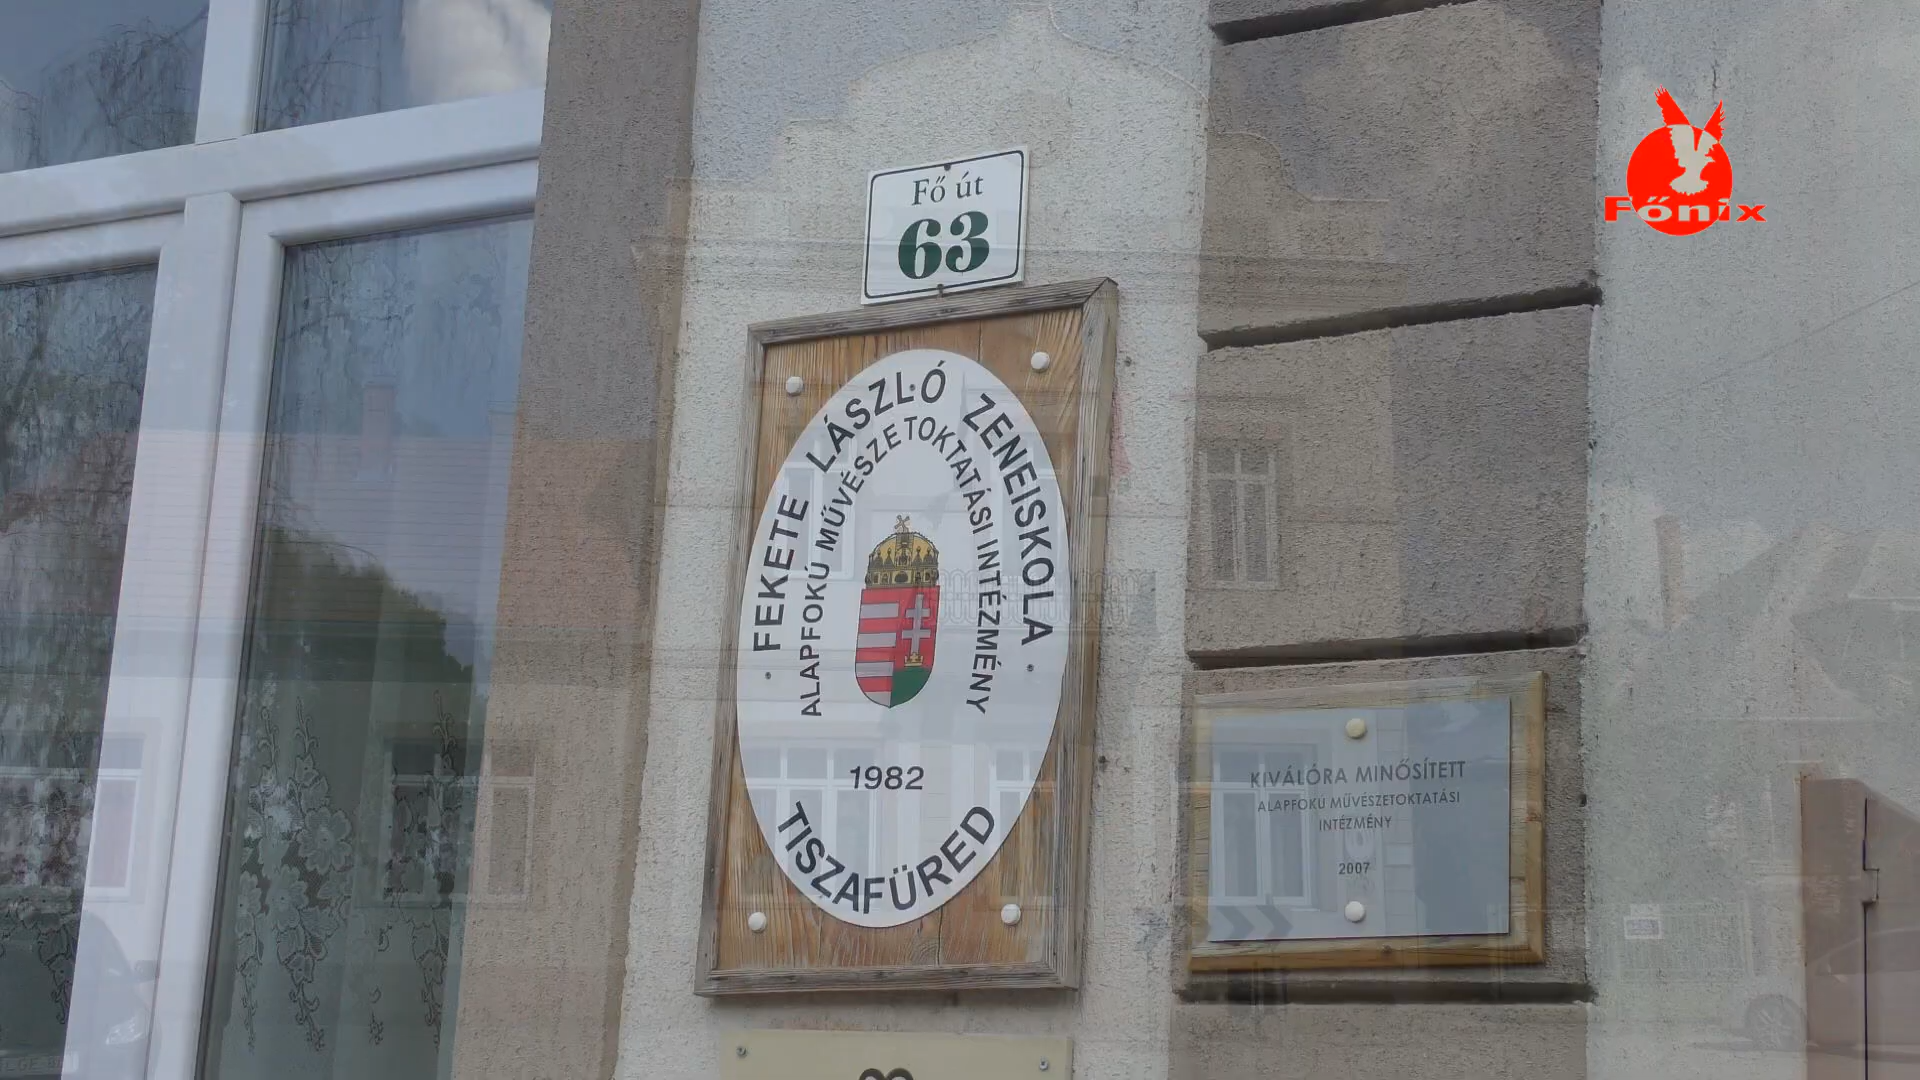 Fő út
63
FEKETE LÁSZLÓ ZENEISKOLA
ALAPFOKÚ MŰVÉSZETOKTATÁSI INTÉZMÉNY
1982
TISZAFÜRED
KIVÁLÓRA MINŐSÍTETT
ALAPFOKÚ MŰVÉSZETOKTATÁSI
INTÉZMÉNY
2007
Főnix